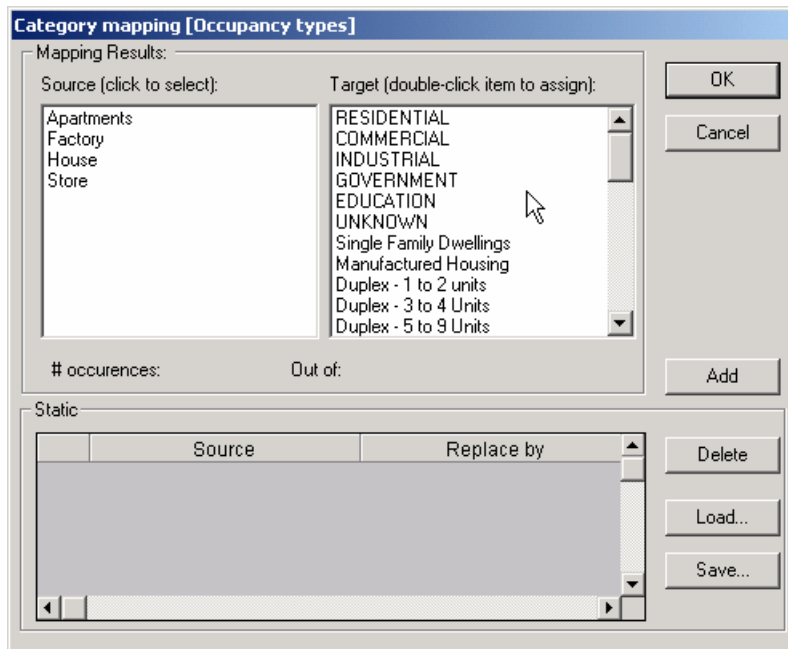 Category mapping [Occupancy types]
Mapping Results:
Source (click to select):
Target (double-click item to assign):
OK
Cancel
Apartments
Factory
House
Store
RESIDENTIAL
COMMERCIAL
INDUSTRIAL
GOVERNMENT
EDUCATION
UNKNOWN
Single Family Dwellings
Manufactured Housing
Duplex - 1 to 2 units
Duplex - 3 to 4 Units
Duplex - 5 to 9 Units
# occurences:
Out of:
Add
Static
Source
Replace by
Delete
Load...
Save...